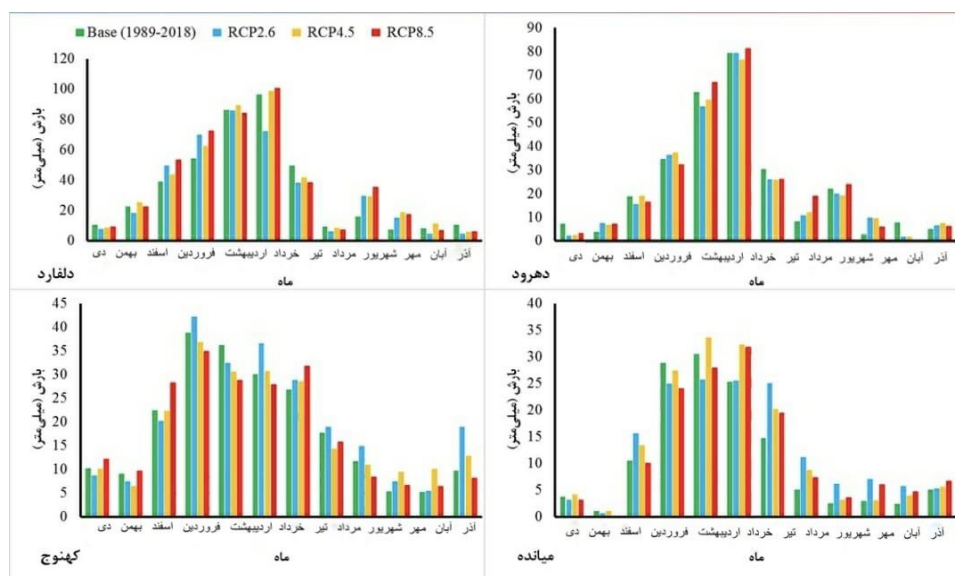 Base (1989-2018) RCP2.6 RCP4.5 RCP8.5
بارش (میلی‌متر)
120
100
80
60
40
20
0
دی بهمن اسفند فروردین اردیبهشت خرداد تیر مرداد شهریور مهر آبان آذر
ماه
دلفارد
بارش (میلی‌متر)
90
80
70
60
50
40
30
20
10
0
دی بهمن اسفند فروردین اردیبهشت خرداد تیر مرداد شهریور مهر آبان آذر
ماه
دهرود
بارش (میلی‌متر)
45
40
35
30
25
20
15
10
5
0
دی بهمن اسفند فروردین اردیبهشت خرداد تیر مرداد شهریور مهر آبان آذر
ماه
کهنوج
بارش (میلی‌متر)
40
35
30
25
20
15
10
5
0
دی بهمن اسفند فروردین اردیبهشت خرداد تیر مرداد شهریور مهر آبان آذر
ماه
میانده